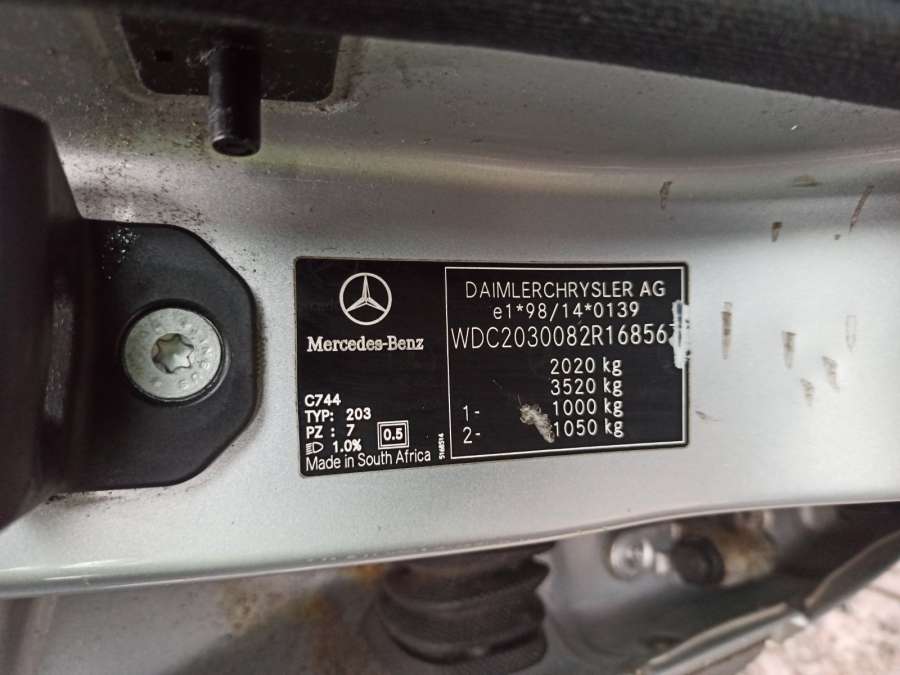 Mercedes-Benz
C744
TYP: 203
PZ : 7
1.0%
0.5
Made in South Africa
DAIMLERCHRYSLER AG
e1*98/14*0139
2020 kg
3520 kg
1- 1000 kg
2- 1050 kg